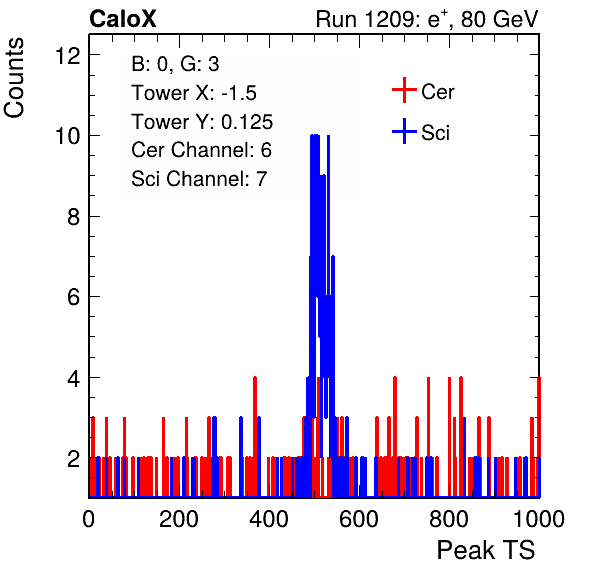 CaloX
Run 1209: e+, 80 GeV
Counts
B: 0, G: 3
Tower X: -1.5
Tower Y: 0.125
Cer Channel: 6
Sci Channel: 7
Cer
Sci
12
10
8
6
4
2
0 200 400 600 800 1000
Peak TS